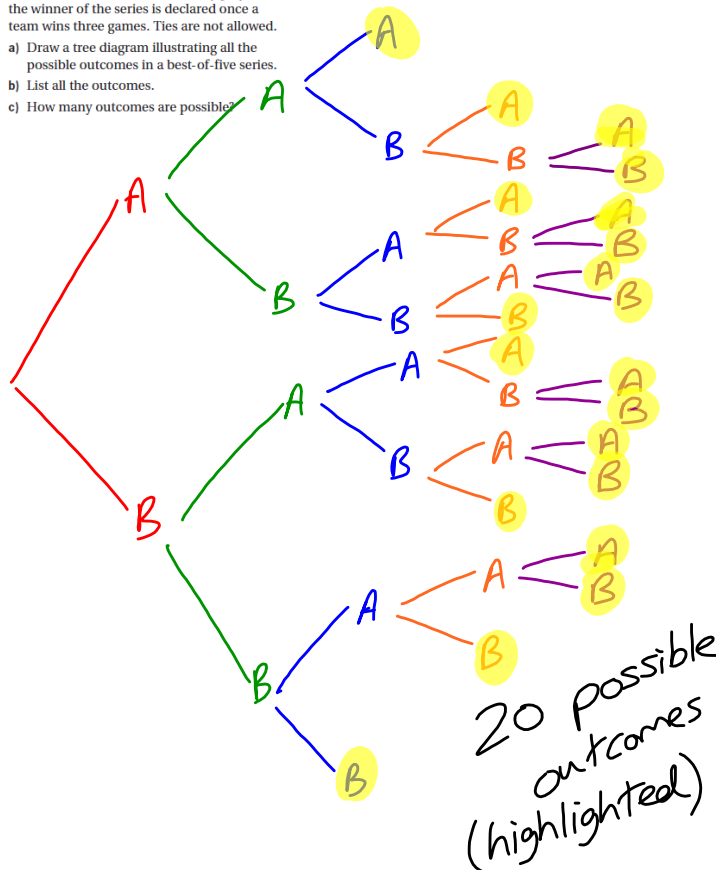 the winner of the series is declared once a
team wins three games. Ties are not allowed.
a) Draw a tree diagram illustrating all the
possible outcomes in a best-of-five series.
b) List all the outcomes.
c) How many outcomes are possible?
A
A
A
B
A
B
A
B
A
A
B
A
B
A
B
A
B
A
B
B
A
B
A
A
B
A
B
A
B
A
B
B
B
A
A
B
A
B
B
B
20 possible
outcomes
(highlighted)